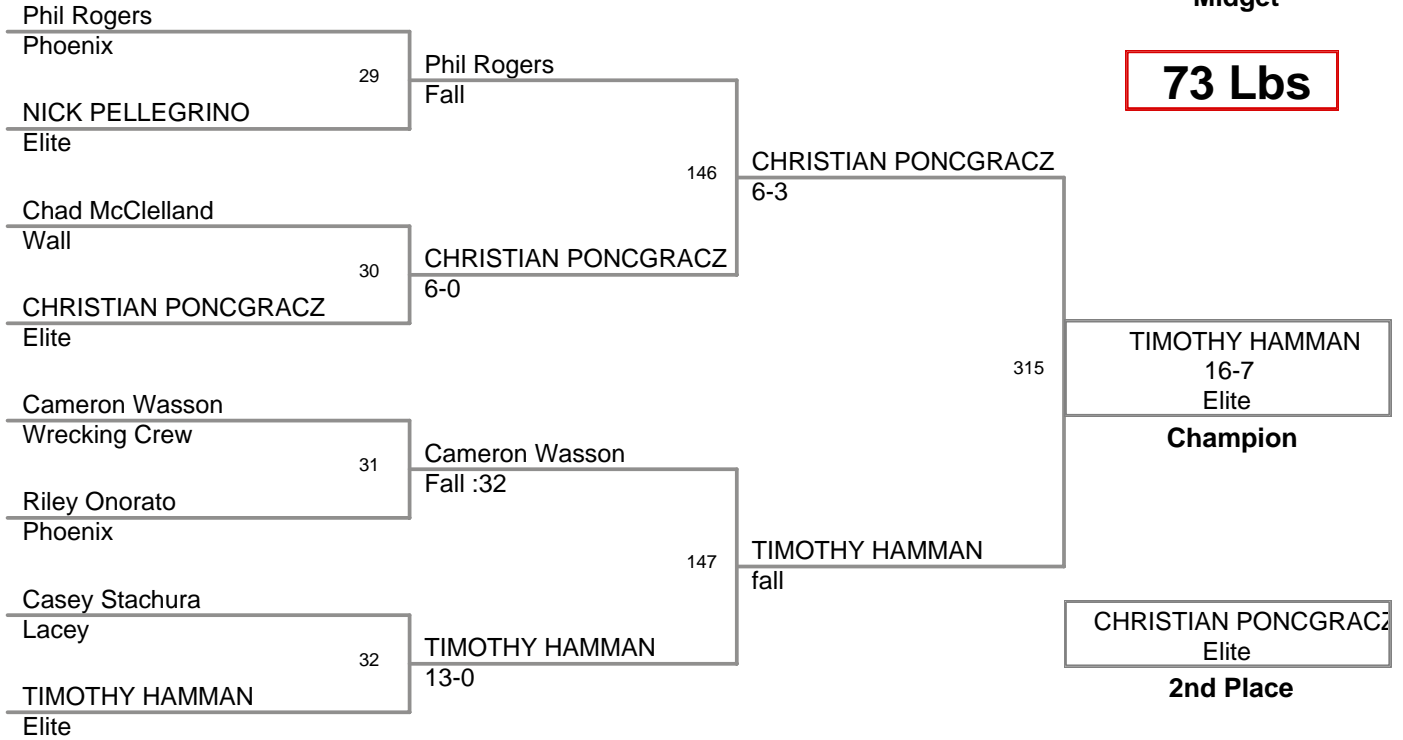 Midget
73 Lbs
Phil Rogers
Phoenix
29
NICK PELLEGRINO
Elite
Chad McClelland
Wall
30
CHRISTIAN PONCGRACZ
Elite
Cameron Wasson
Wrecking Crew
31
Riley Onorato
Phoenix
Casey Stachura
Lacey
32
TIMOTHY HAMMAN
Elite
Phil Rogers
Fall
146
CHRISTIAN PONCGRACZ
6-0
Cameron Wasson
Fall :32
147
TIMOTHY HAMMAN
13-0
CHRISTIAN PONCGRACZ
6-3
315
TIMOTHY HAMMAN
fall
TIMOTHY HAMMAN
16-7
Elite
Champion
CHRISTIAN PONCGRACZ
Elite
2nd Place